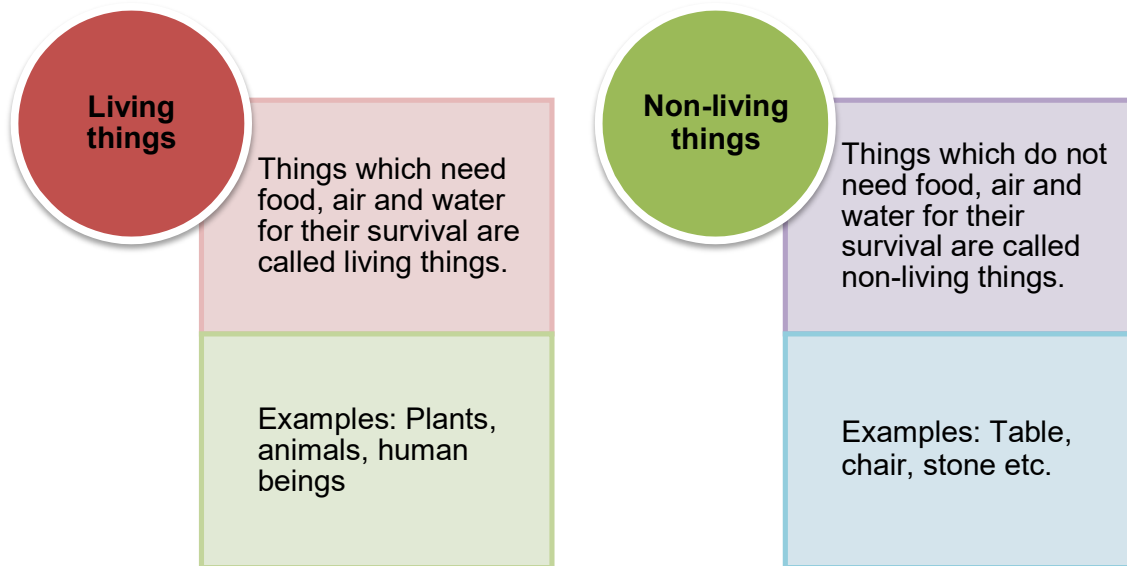 Living
things
Things which need
food, air and water
for their survival are
called living things.
Examples: Plants,
animals, human
beings
Non-living
things
Things which do not
need food, air and
water for their
survival are called
non-living things.
Examples: Table,
chair, stone etc.